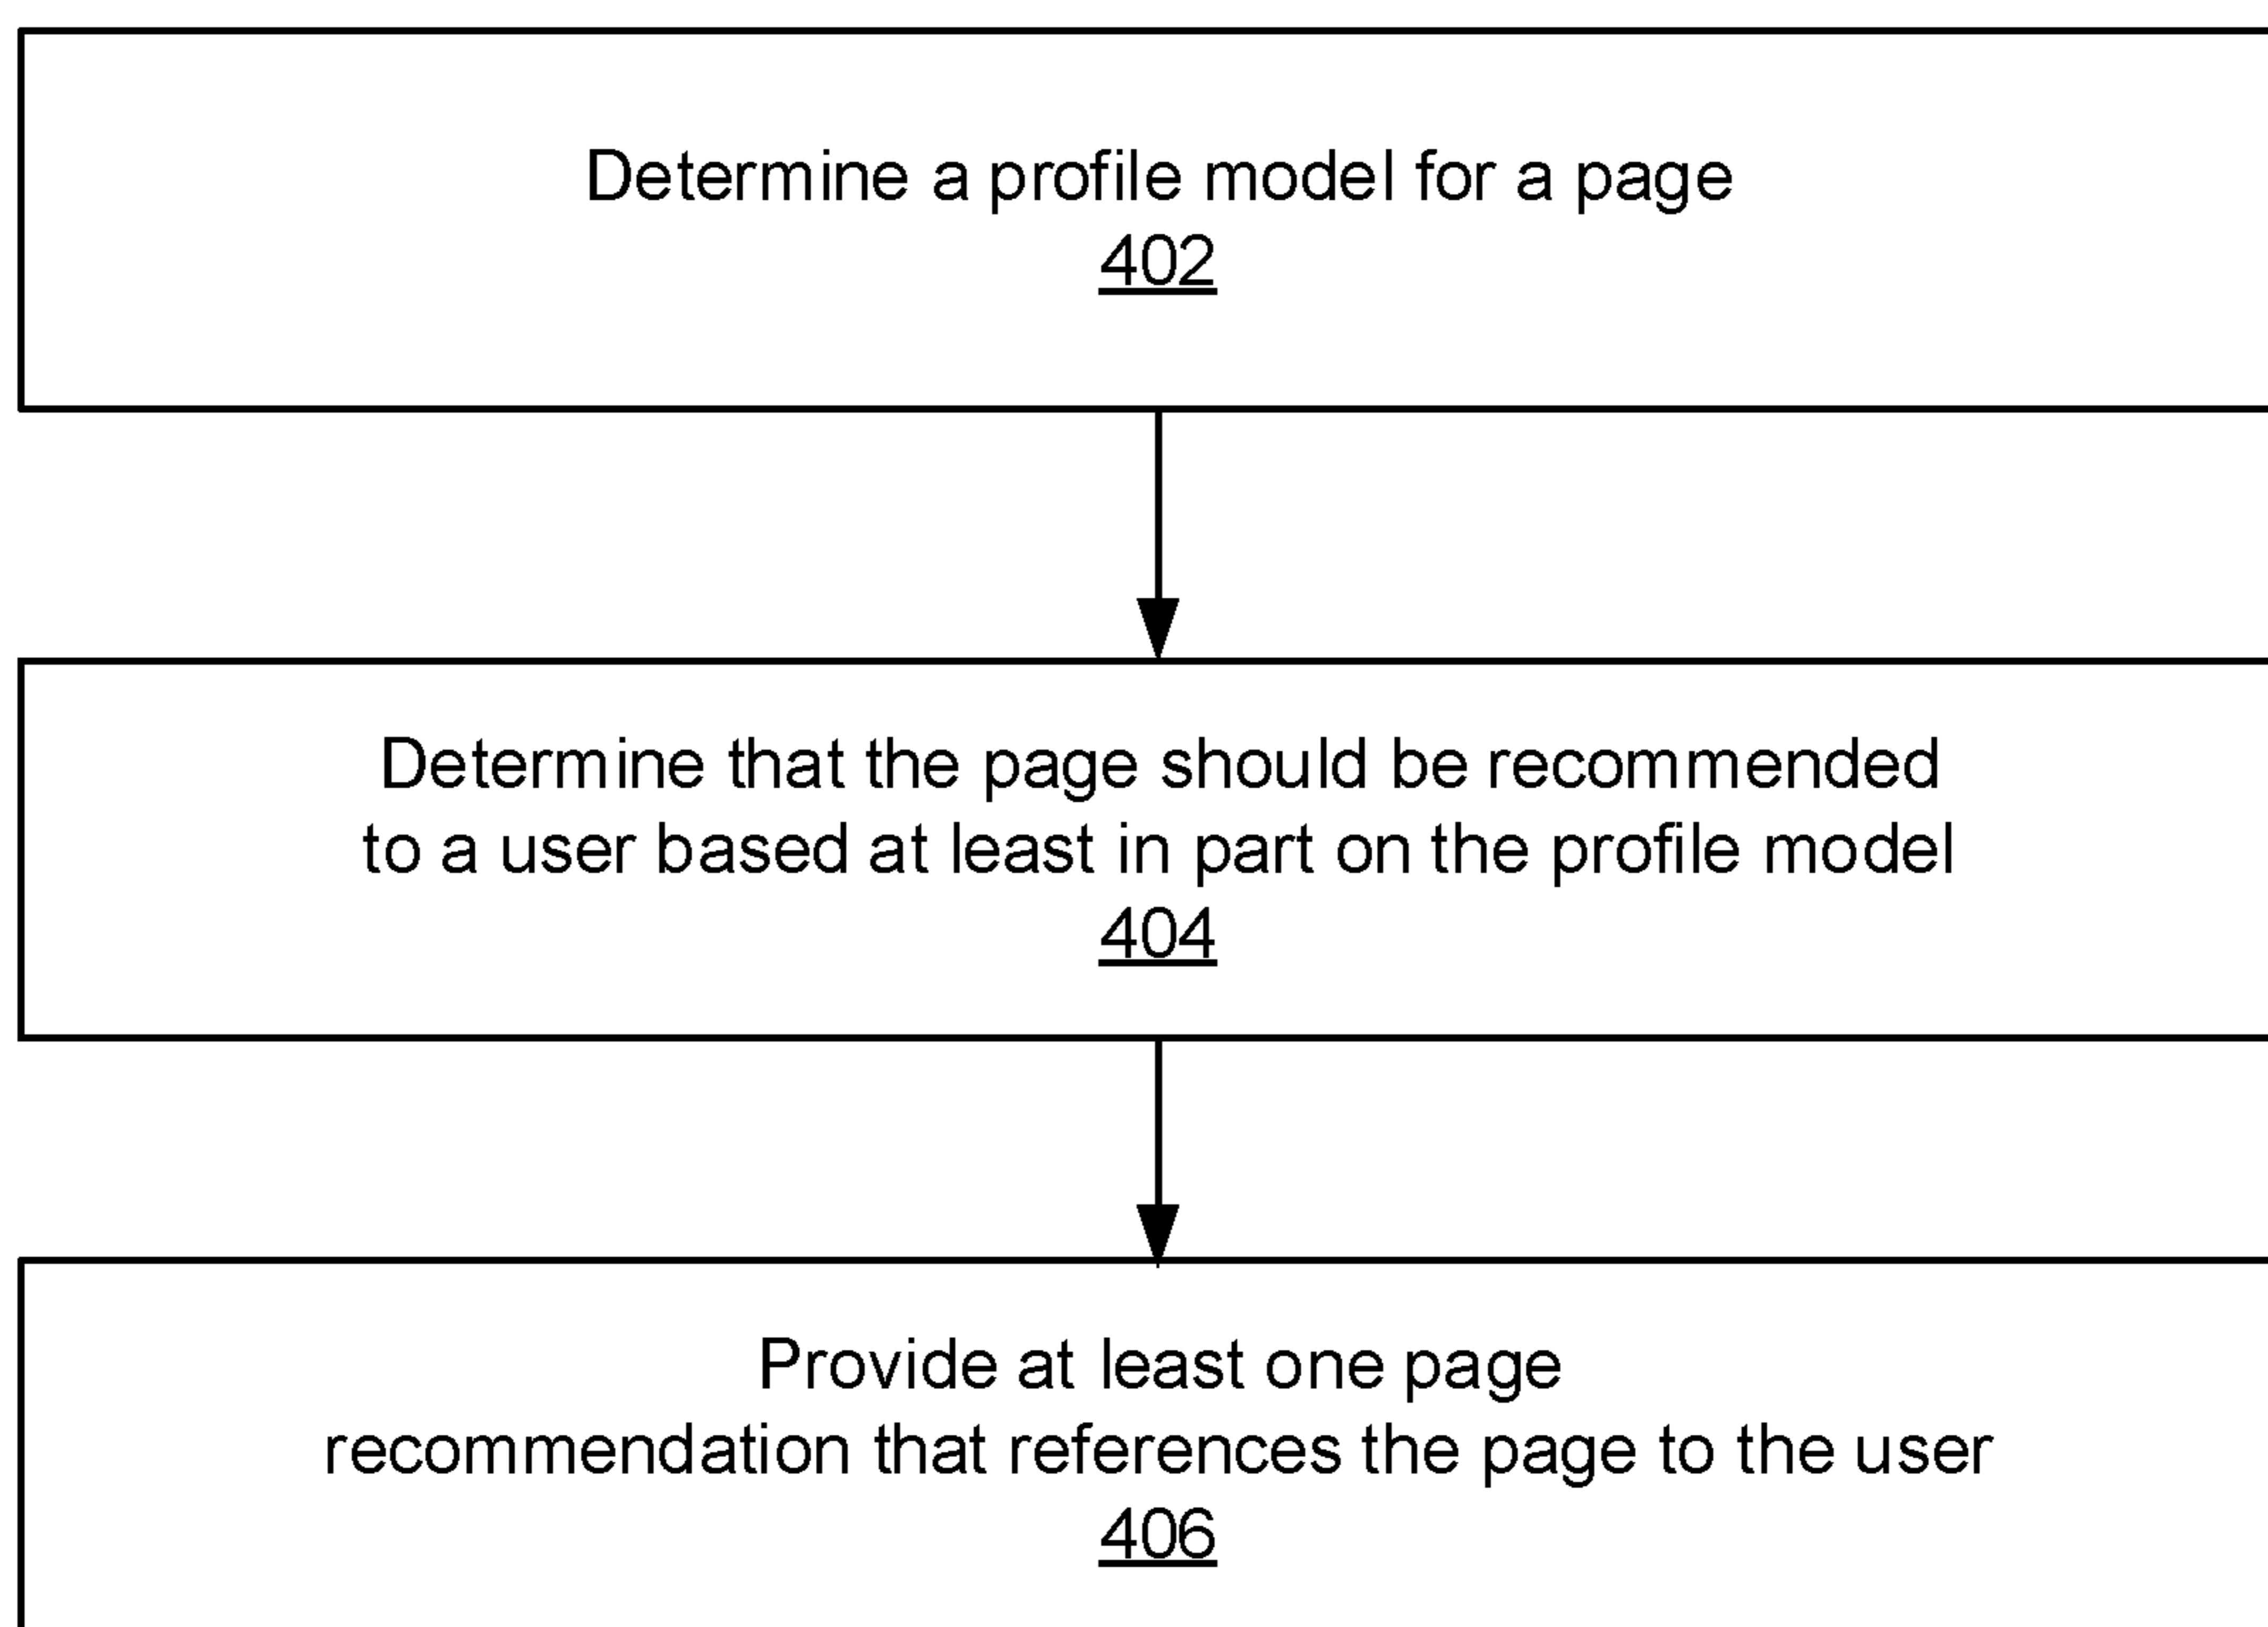 Determine a profile model for a page
402
Determine that the page should be recommended
to a user based at least in part on the profile model
404
Provide at least one page
recommendation that references the page to the user
406